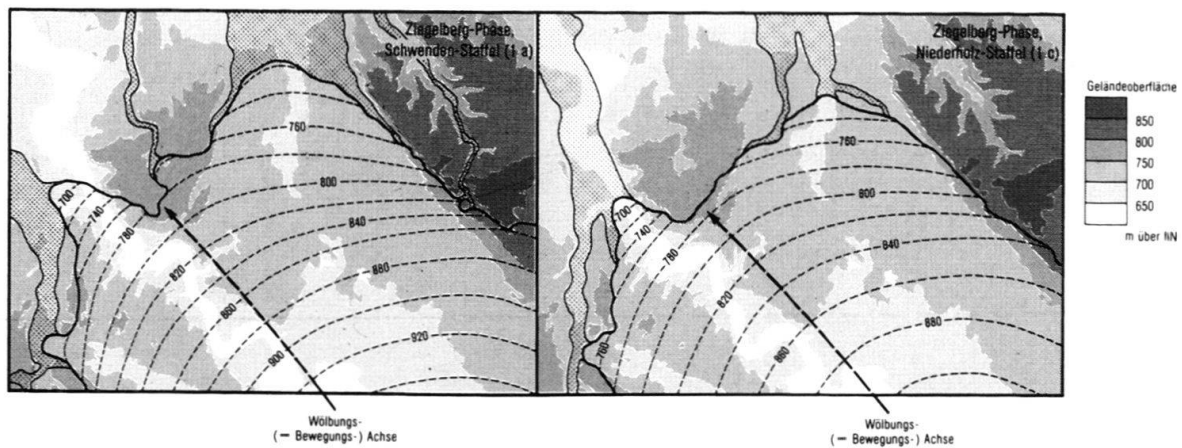 Ziegelberg-Phase,
Schwenden-Staffel (1 a)
760
800
840
880
920
700
740
780
820
860
900
Ziegelberg-Phase,
Niederholz-Staffel (1 c)
760
800
840
880
700
740
780
820
860
760
Geländeoberfläche
850
800
750
700
650
m über NN
Wölbungs-
(— Bewegungs-) Achse
Wölbungs-
(— Bewegungs-) Achse